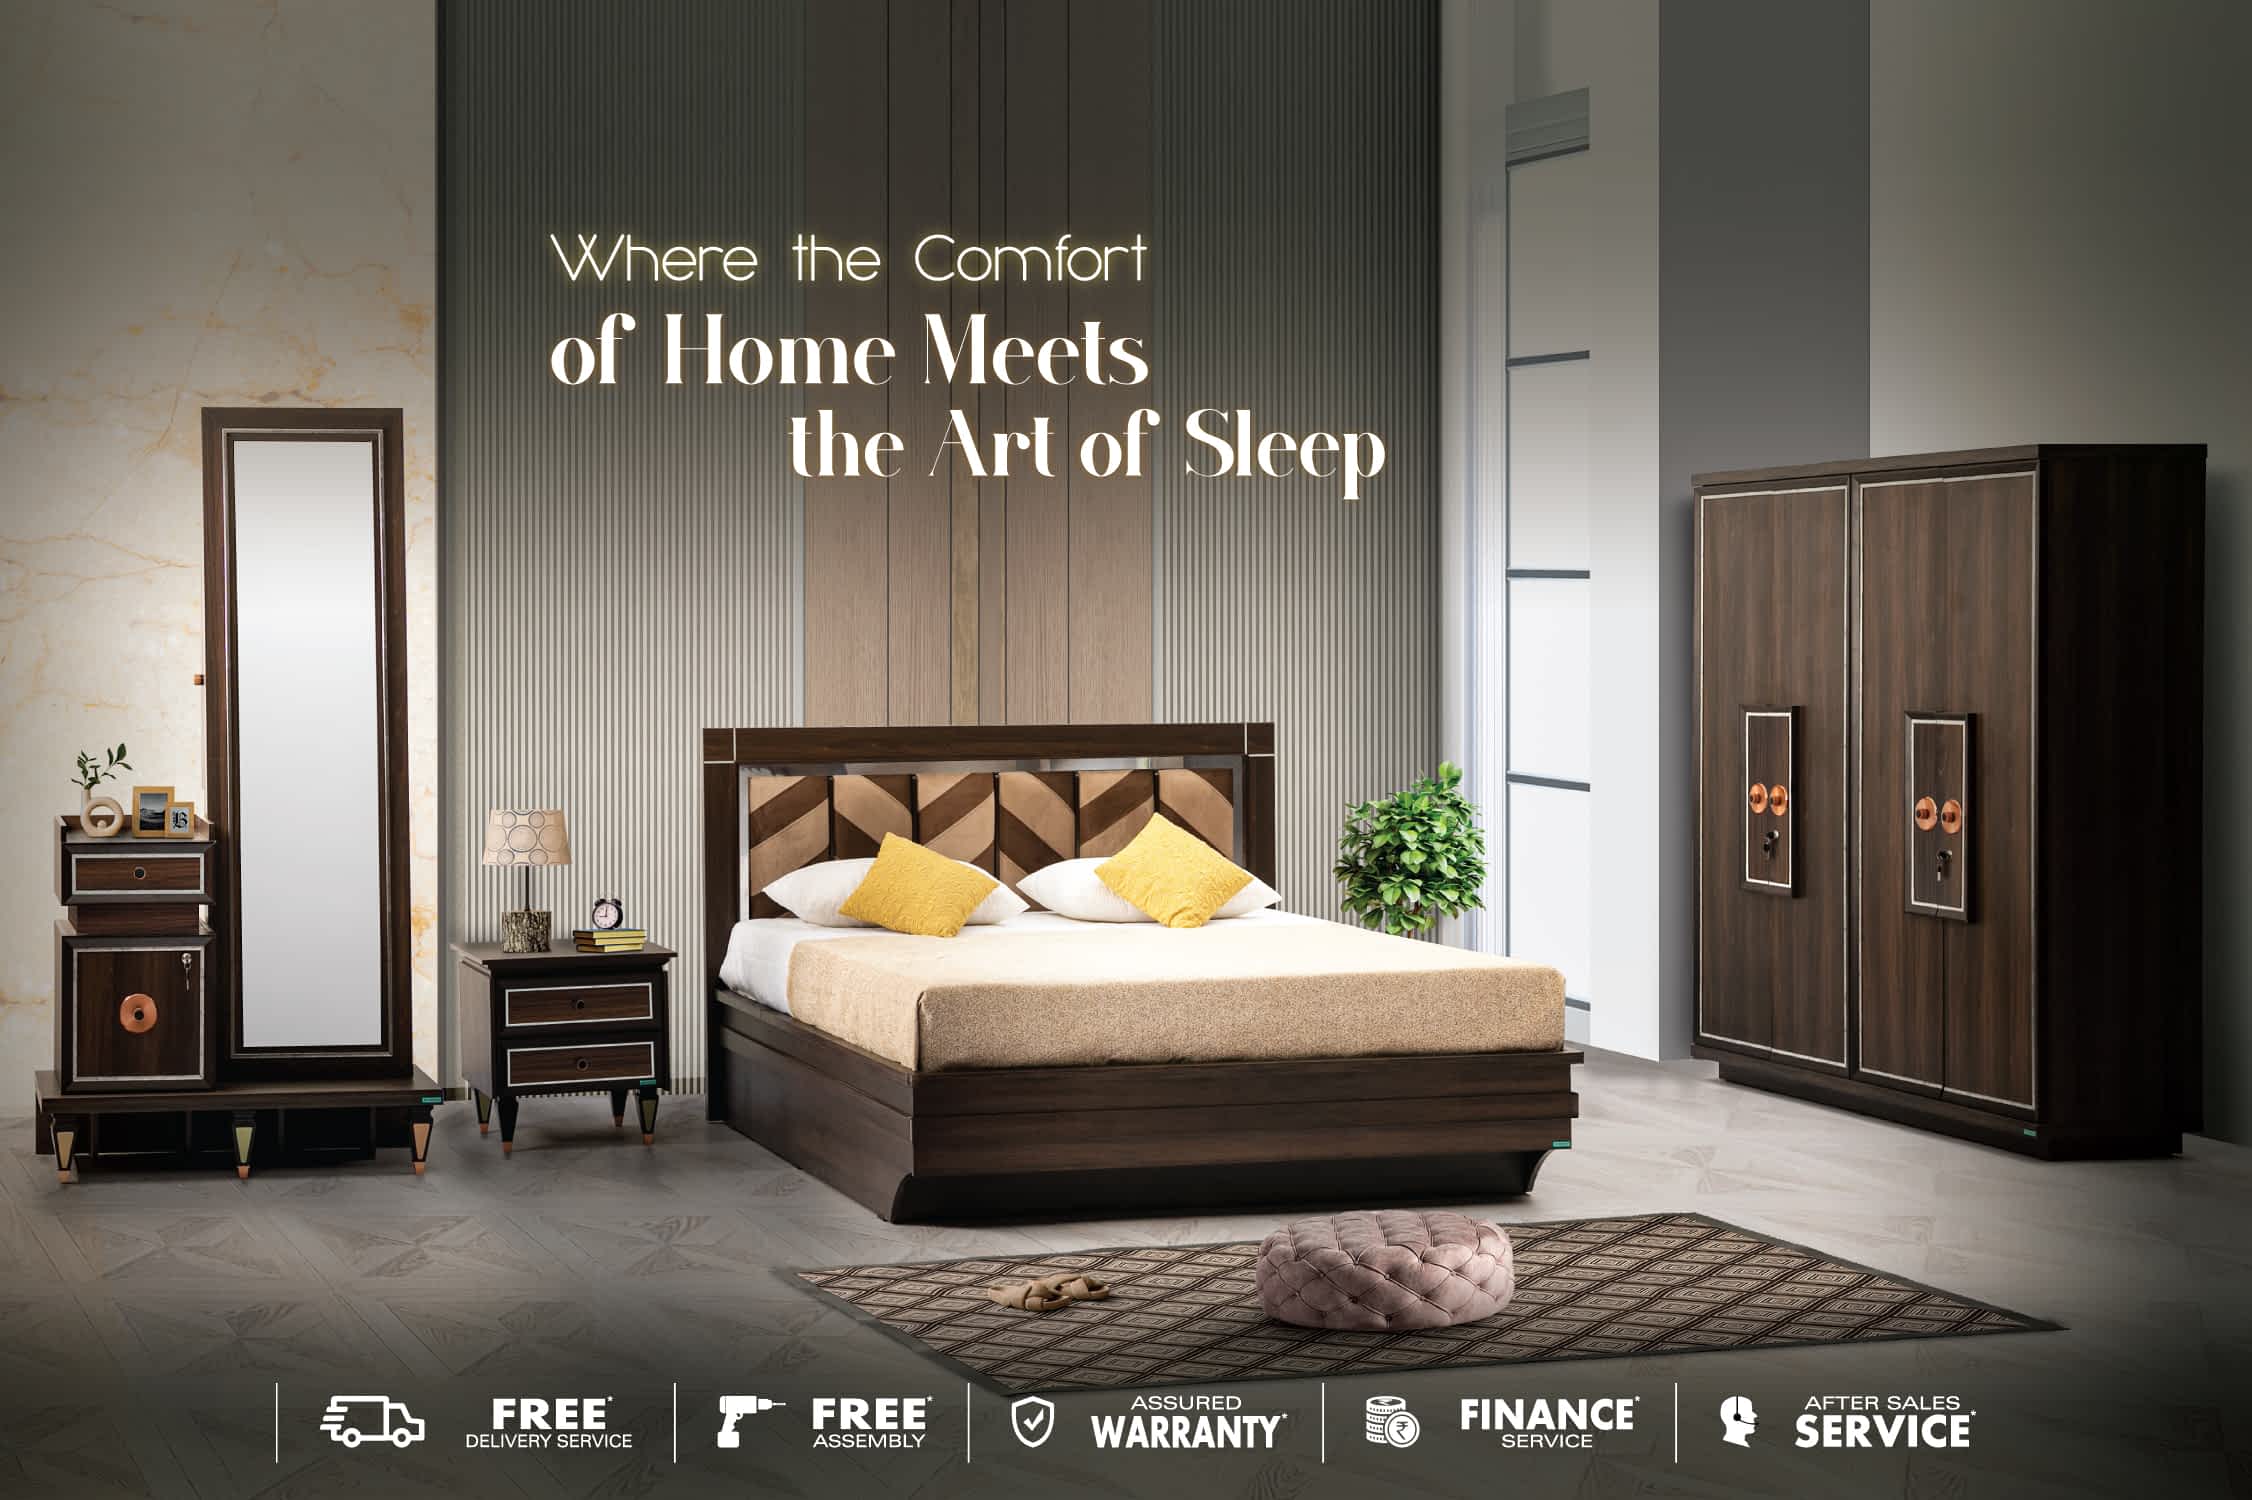 Where the Comfort
of Home Meets
the Art of Sleep
B
FREE*
DELIVERY SERVICE
FREE*
ASSEMBLY
ASSURED
WARRANTY*
₹
FINANCE*
SERVICE
AFTER SALES
SERVICE*